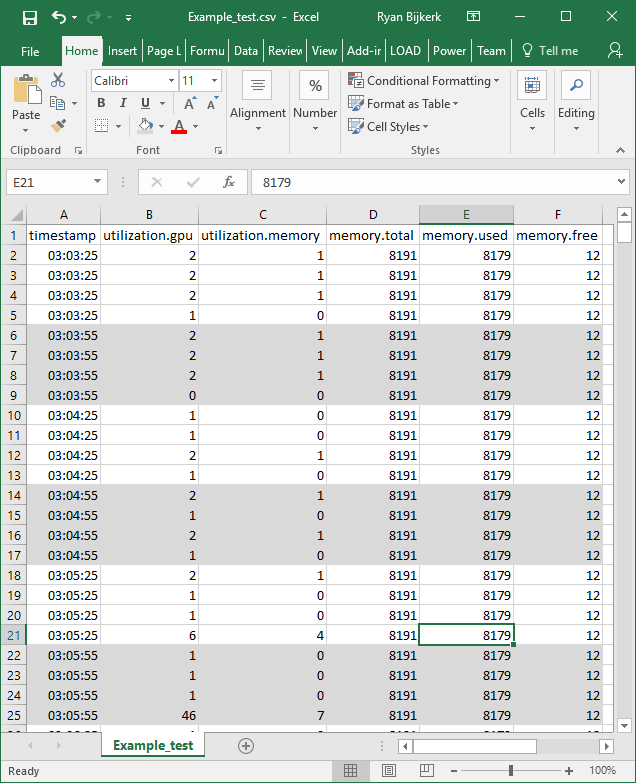 Example_test.csv - Excel Ryan Bijkerk
File Home Insert Page L Formu Data Review View Add-ir LOAD Power Team Tell me
Paste
Clipboard
Calibri 11
B I U A A
A
Font
Alignment
%
Number
Conditional Formatting
Format as Table
Cell Styles
Styles
Cells
Editing
E21 fx 8179
A B C D E F
1 timestamp utilization.gpu utilization.memory memory.total memory.used memory.free
2 03:03:25 2 1 8191 8179 12
3 03:03:25 2 1 8191 8179 12
4 03:03:25 2 1 8191 8179 12
5 03:03:25 1 0 8191 8179 12
6 03:03:55 2 1 8191 8179 12
7 03:03:55 2 1 8191 8179 12
8 03:03:55 2 1 8191 8179 12
9 03:03:55 0 0 8191 8179 12
10 03:04:25 1 0 8191 8179 12
11 03:04:25 1 0 8191 8179 12
12 03:04:25 2 1 8191 8179 12
13 03:04:25 1 0 8191 8179 12
14 03:04:55 2 1 8191 8179 12
15 03:04:55 1 0 8191 8179 12
16 03:04:55 2 1 8191 8179 12
17 03:04:55 1 0 8191 8179 12
18 03:05:25 2 1 8191 8179 12
19 03:05:25 1 0 8191 8179 12
20 03:05:25 1 0 8191 8179 12
21 03:05:25 6 4 8191 8179 12
22 03:05:55 1 0 8191 8179 12
23 03:05:55 1 0 8191 8179 12
24 03:05:55 1 0 8191 8179 12
25 03:05:55 46 7 8191 8179 12
Example_test
Ready 100%